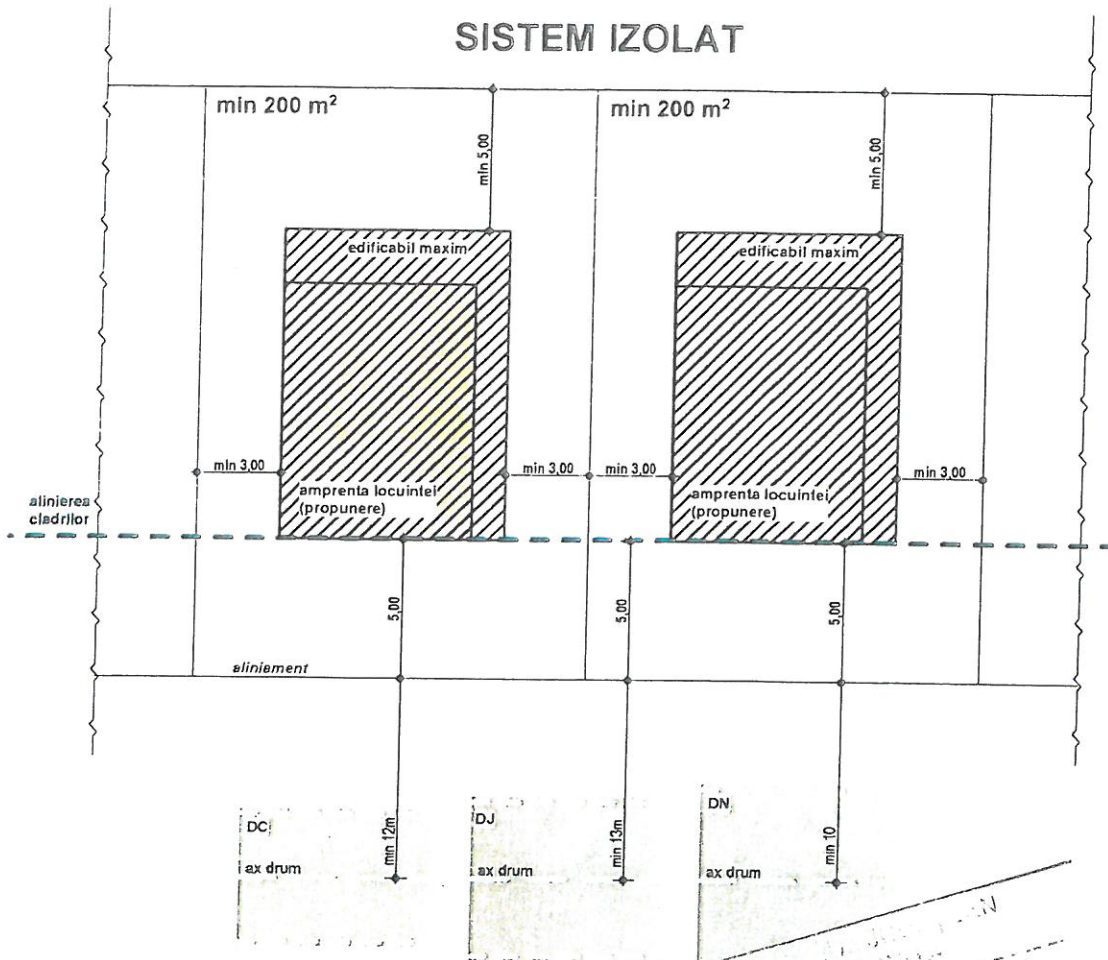 SISTEM IZOLAT
min 200 m²
min 200 m²
min 5,00
min 5,00
edificabil maxim
edificabil maxim
min 3,00
min 3,00
min 3,00
min 3,00
amprenta locuintei
(propunere)
amprenta locuintei
(propunere)
alinierea
cladrilor
5,00
5,00
5,00
aliniament
DC
ax drum
min 12m
DJ
ax drum
min 13m
DN
ax drum
min 10